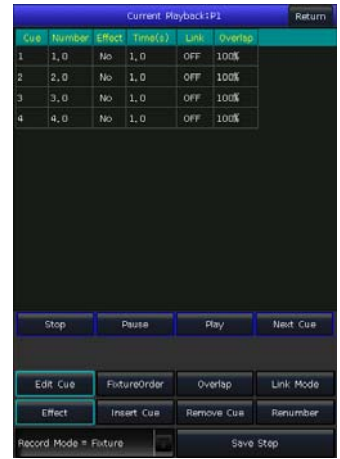 Current Playback:P1 Return
Cue Number Effect Time(s) Link Overlap
1 1.0 No 1.0 OFF 100%
2 2.0 No 1.0 OFF 100%
3 3.0 No 1.0 OFF 100%
4 4.0 No 1.0 OFF 100%
Stop Pause Play Next Cue
Edit Cue FixtureOrder Overlap Link Mode
Effect Insert Cue Remove Cue Renumber
Record Mode = Fixture Save Step